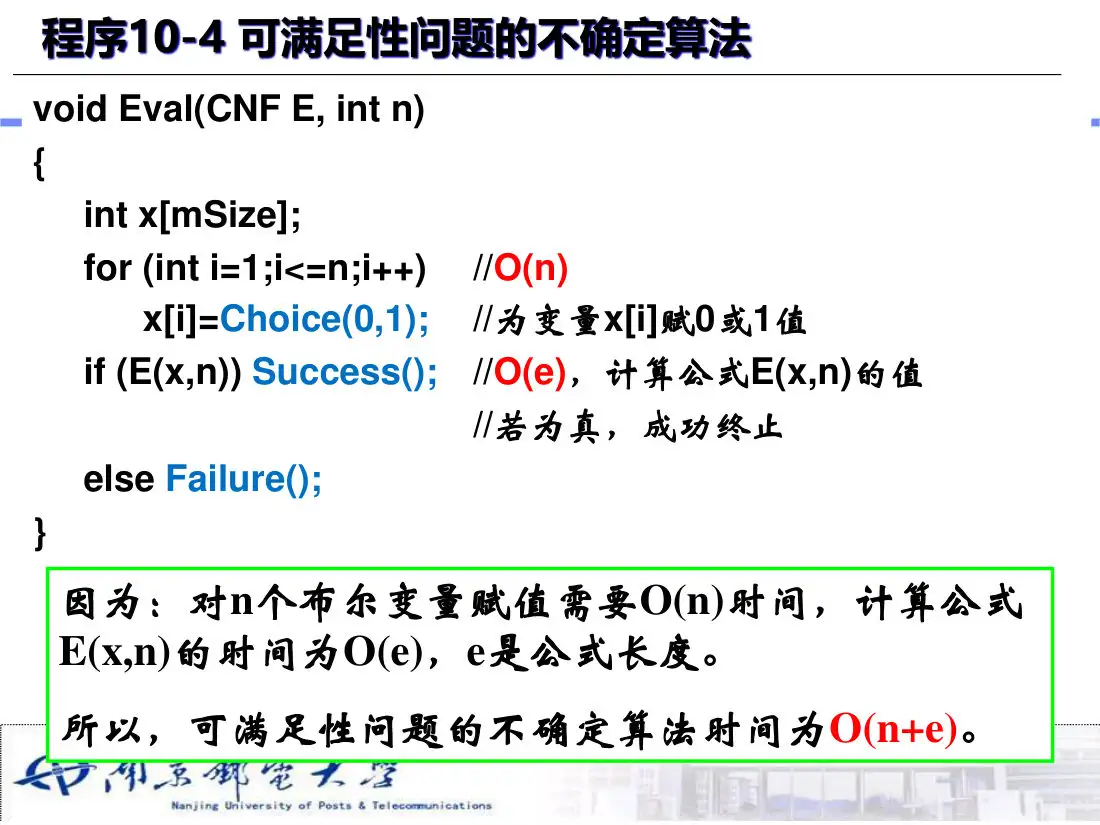 程序10-4 可满足性问题的不确定算法
void Eval(CNF E, int n)
{
int x[mSize];
for (int i=1;i<=n;i++) //O(n)
x[i]=Choice(0,1); //为变量x[i]赋0或1值
if (E(x,n)) Success(); //O(e)，计算公式E(x,n)的值
//若为真，成功终止
else Failure();
}
因为：对n个布尔变量赋值需要O(n)时间，计算公式
E(x,n)的时间为O(e)，e是公式长度。
所以，可满足性问题的不确定算法时间为O(n+e)。
南京邮电大学
Nanjing University of Posts & Telecommunications